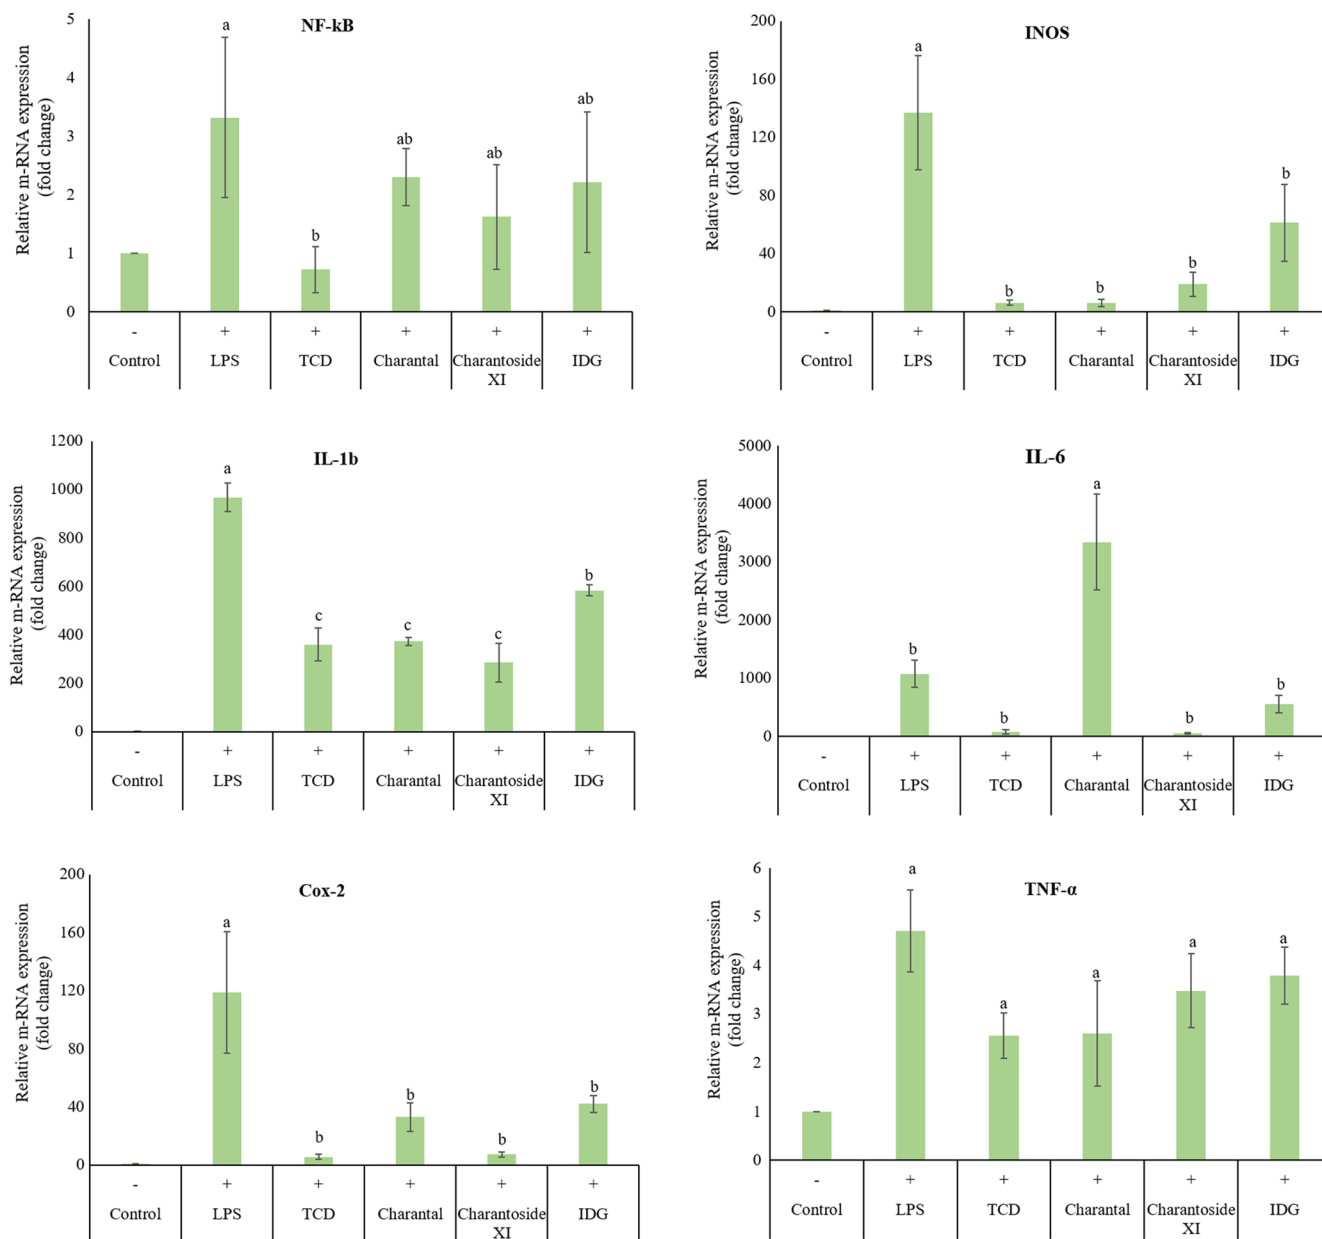 NF-kB
Relative m-RNA expression
(fold change)
5
4
3
2
1
0
a
b
ab
ab
ab
- + + + + +
Control LPS TCD Charantal Charantoside IDG
XI
INOS
Relative m-RNA expression
(fold change)
200
160
120
80
40
0
a
b
b
b
b
- + + + + +
Control LPS TCD Charantal Charantoside IDG
XI
IL-1b
Relative m-RNA expression
(fold change)
1200
1000
800
600
400
200
0
a
c
c
c
b
- + + + + +
Control LPS TCD Charantal Charantoside IDG
XI
IL-6
Relative m-RNA expression
(fold change)
5000
4000
3000
2000
1000
0
b
b
a
b
b
- + + + + +
Control LPS TCD Charantal Charantoside IDG
XI
Cox-2
Relative m-RNA expression
(fold change)
200
160
120
80
40
0
a
b
b
b
b
- + + + + +
Control LPS TCD Charantal Charantoside IDG
XI
TNF-α
Relative m-RNA expression
(fold change)
6
5
4
3
2
1
0
a
a
a
a
a
- + + + + +
Control LPS TCD Charantal Charantoside IDG
XI